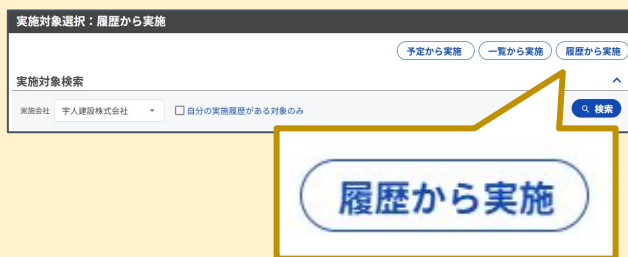 実施対象選択：履歴から実施
予定から実施 一覧から実施 履歴から実施
実施対象検索
実施会社 宇人建設株式会社 自分の実施履歴がある対象のみ 検索
履歴から実施